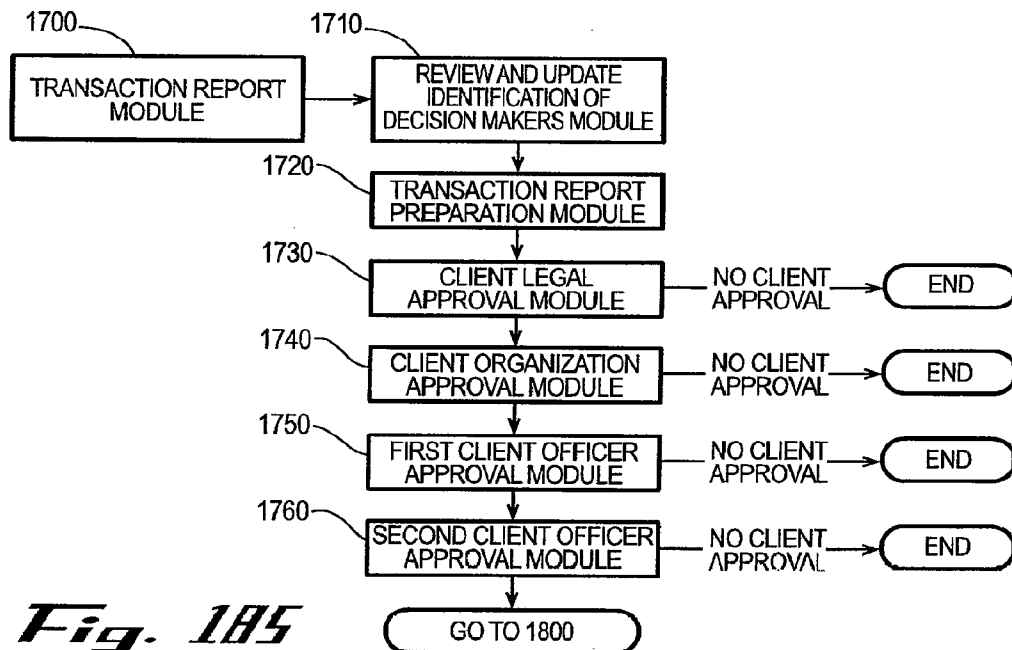 1700
TRANSACTION REPORT
MODULE
1710
REVIEW AND UPDATE
IDENTIFICATION OF
DECISION MAKERS MODULE
1720
TRANSACTION REPORT
PREPARATION MODULE
1730
CLIENT LEGAL
APPROVAL MODULE
NO CLIENT
APPROVAL
END
1740
CLIENT ORGANIZATION
APPROVAL MODULE
NO CLIENT
APPROVAL
END
1750
FIRST CLIENT OFFICER
APPROVAL MODULE
NO CLIENT
APPROVAL
END
1760
SECOND CLIENT OFFICER
APPROVAL MODULE
NO CLIENT
APPROVAL
END
GO TO 1800
Fig. 185